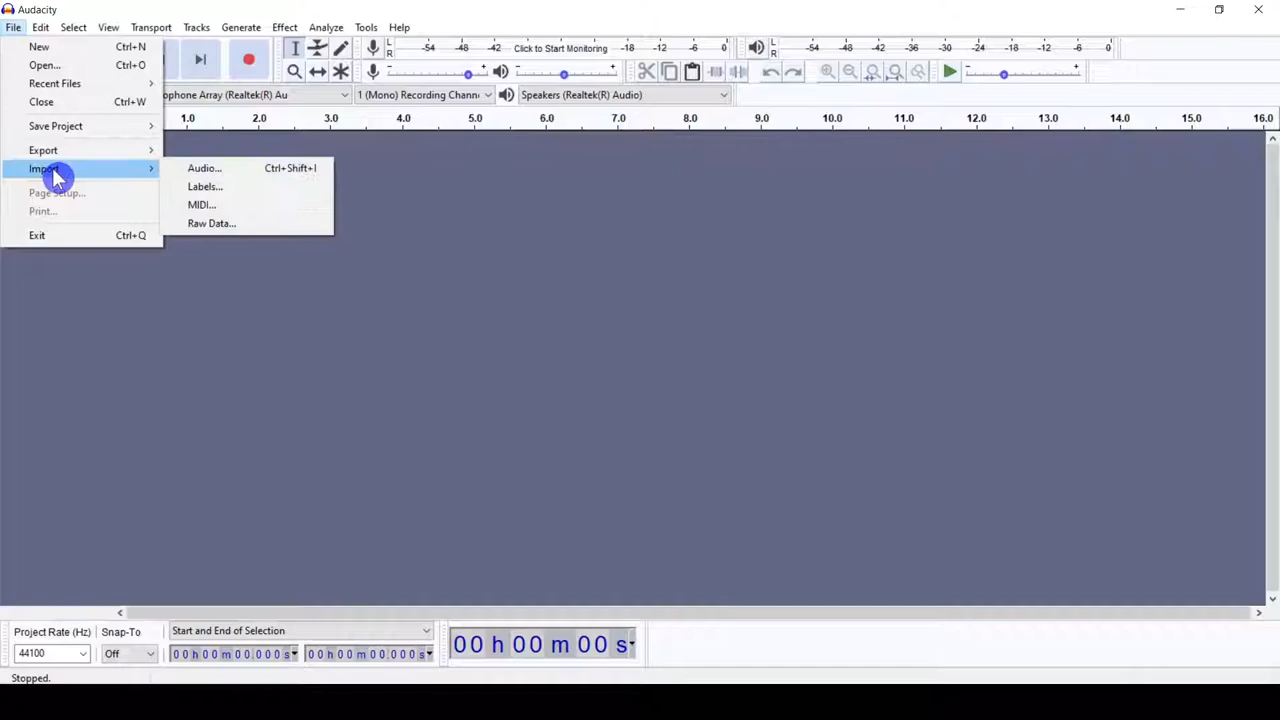 Audacity
File Edit Select View Transport Tracks Generate Effect Analyze Tools Help
New Ctrl+N
Open... Ctrl+O
Recent Files
Close Ctrl+W
Save Project
Export
Import
Page Setup...
Print...
Exit Ctrl+Q
Audio... Ctrl+Shift+I
Labels...
MIDI...
Raw Data...
L
R
-54 -48 -42 Click to Start Monitoring -18 -12 -6 0
L
R
-54 -48 -42 -36 -30 -24 -18 -12 -6 0
- + - + - +
ophone Array (Realtek(R) Au 1 (Mono) Recording Chann Speakers (Realtek(R) Audio)
1.0 2.0 3.0 4.0 5.0 6.0 7.0 8.0 9.0 10.0 11.0 12.0 13.0 14.0 15.0 16.0
Project Rate (Hz) Snap-To Start and End of Selection
44100 Off 00 h 00 m 00.000 s 00 h 00 m 00.000 s
00 h 00 m 00 s
Stopped.